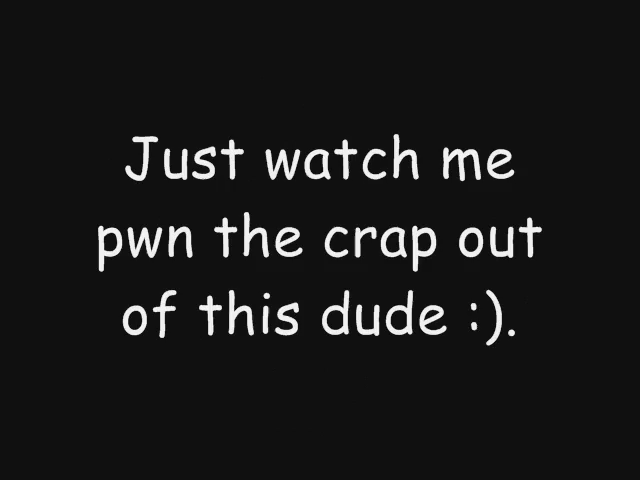 Just watch me
pwn the crap out
of this dude :).